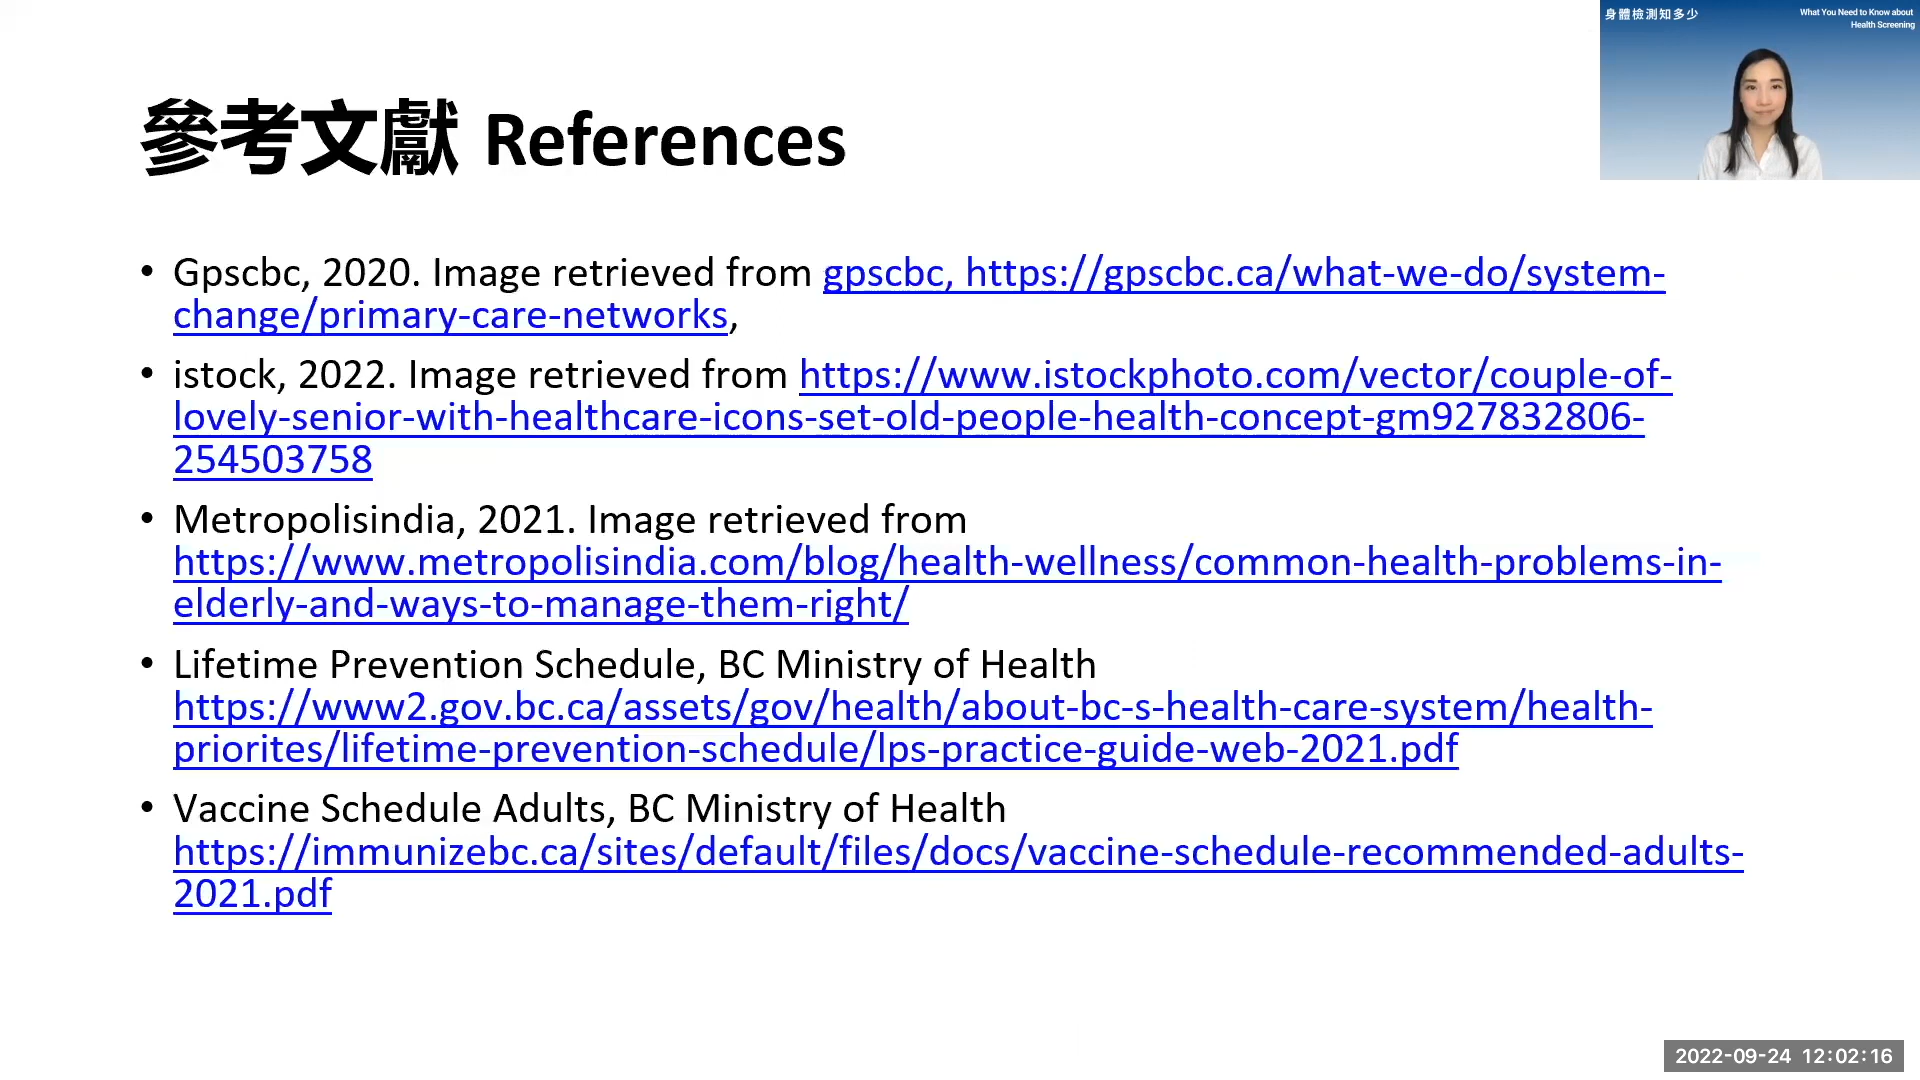 身體檢測知多少
What You Need to Know about
Health Screening
參考文獻 References
• Gpscbc, 2020. Image retrieved from gpscbc, https://gpscbc.ca/what-we-do/system-
change/primary-care-networks,
• istock, 2022. Image retrieved from https://www.istockphoto.com/vector/couple-of-
lovely-senior-with-healthcare-icons-set-old-people-health-concept-gm927832806-
254503758
• Metropolisindia, 2021. Image retrieved from
https://www.metropolisindia.com/blog/health-wellness/common-health-problems-in-
elderly-and-ways-to-manage-them-right/
• Lifetime Prevention Schedule, BC Ministry of Health
https://www2.gov.bc.ca/assets/gov/health/about-bc-s-health-care-system/health-
priorites/lifetime-prevention-schedule/lps-practice-guide-web-2021.pdf
• Vaccine Schedule Adults, BC Ministry of Health
https://immunizebc.ca/sites/default/files/docs/vaccine-schedule-recommended-adults-
2021.pdf
2022-09-24 12:02:16